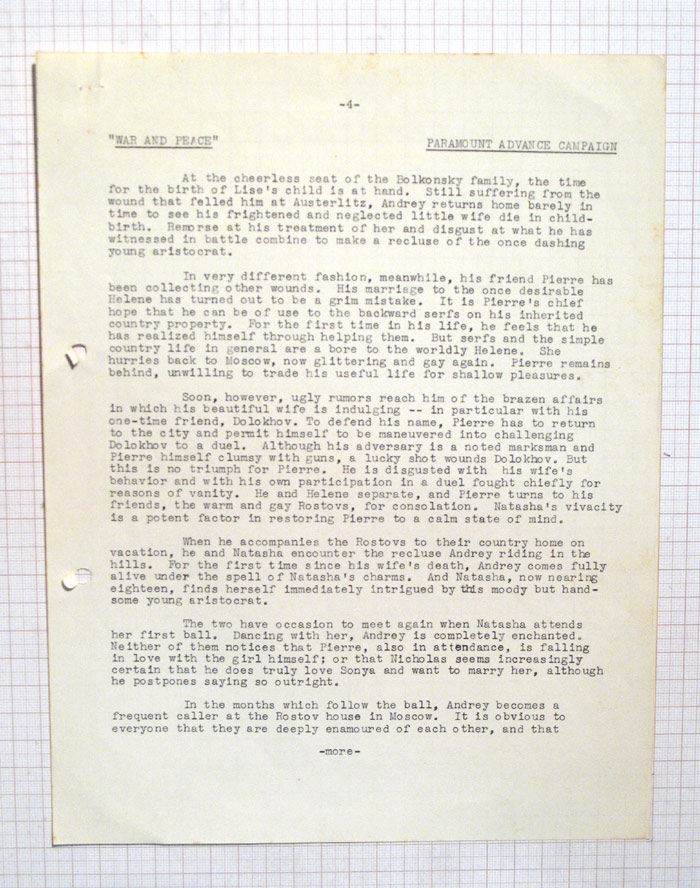 -4-
"WAR AND PEACE"
PARAMOUNT ADVANCE CAMPAIGN
At the cheerless seat of the Bolkonsky family, the time
for the birth of Lise's child is at hand. Still suffering from the
wound that felled him at Austerlitz, Andrey returns home barely in
time to see his frightened and neglected little wife die in child-
birth. Remorse at his treatment of her and disgust at what he has
witnessed in battle combine to make a recluse of the once dashing
young aristocrat.
In very different fashion, meanwhile, his friend Pierre has
been collecting other wounds. His marriage to the once desirable
Helene has turned out to be a grim mistake. It is Pierre's chief
hope that he can be of use to the backward serfs on his inherited
country property. For the first time in his life, he feels that he
has realized himself through helping them. But serfs and the simple
country life in general are a bore to the worldly Helene. She
hurries back to Moscow, now glittering and gay again. Pierre remains
behind, unwilling to trade his useful life for shallow pleasures.
Soon, however, ugly rumors reach him of the brazen affairs
in which his beautiful wife is indulging -- in particular with his
one-time friend, Dolokhov. To defend his name, Pierre has to return
to the city and permit himself to be maneuvered into challenging
Dolokhov to a duel. Although his adversary is a noted marksman and
Pierre himself clumsy with guns, a lucky shot wounds Dolokhov. But
this is no triumph for Pierre. He is disgusted with his wife's
behavior and with his own participation in a duel fought chiefly for
reasons of vanity. He and Helene separate, and Pierre turns to his
friends, the warm and gay Rostovs, for consolation. Natasha's vivacity
is a potent factor in restoring Pierre to a calm state of mind.
When he accompanies the Rostovs to their country home on
vacation, he and Natasha encounter the recluse Andrey riding in the
hills. For the first time since his wife's death, Andrey comes fully
alive under the spell of Natasha's charms. And Natasha, now nearing
eighteen, finds herself immediately intrigued by this moody but hand-
some young aristocrat.
The two have occasion to meet again when Natasha attends
her first ball. Dancing with her, Andrey is completely enchanted.
Neither of them notices that Pierre, also in attendance, is falling
in love with the girl himself; or that Nicholas seems increasingly
certain that he does truly love Sonya and want to marry her, although
he postpones saying so outright.
In the months which follow the ball, Andrey becomes a
frequent caller at the Rostov house in Moscow. It is obvious to
everyone that they are deeply enamoured of each other, and that
-more-